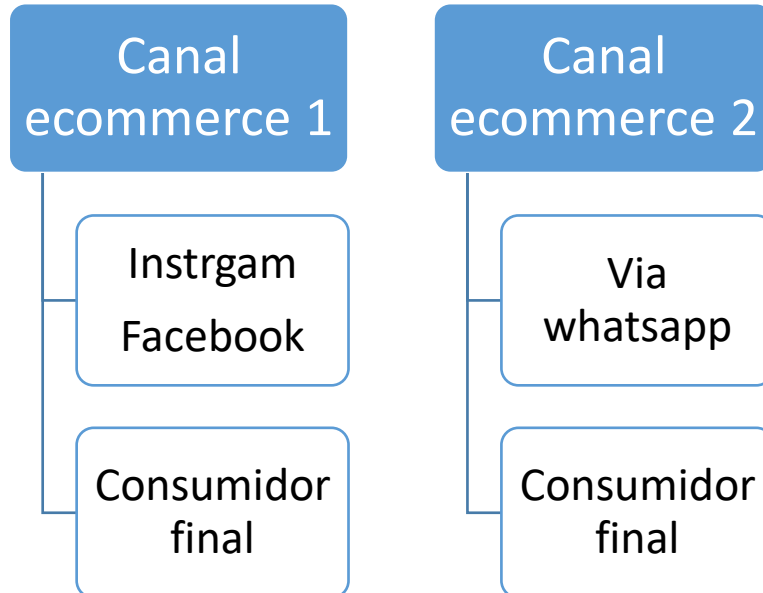 Canal
ecommerce 1
Instrgam
Facebook
Consumidor
final
Canal
ecommerce 2
Via
whatsapp
Consumidor
final